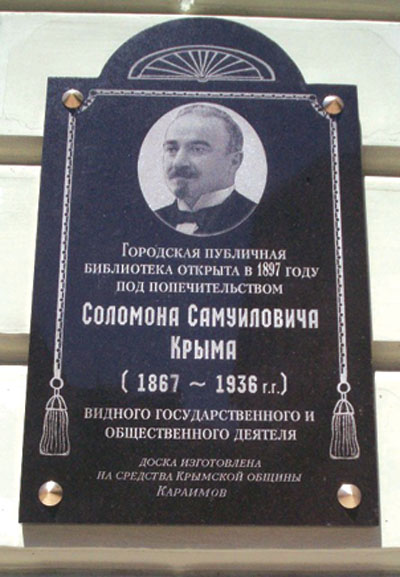 Городская публичная
библиотека открыта в 1897 году
под попечительством
Соломона Самуиловича
Крыма
( 1867 ~ 1936 г.г.)
видного государственного и
общественного деятеля
доска изготовлена
на средства Крымской общины
Караимов